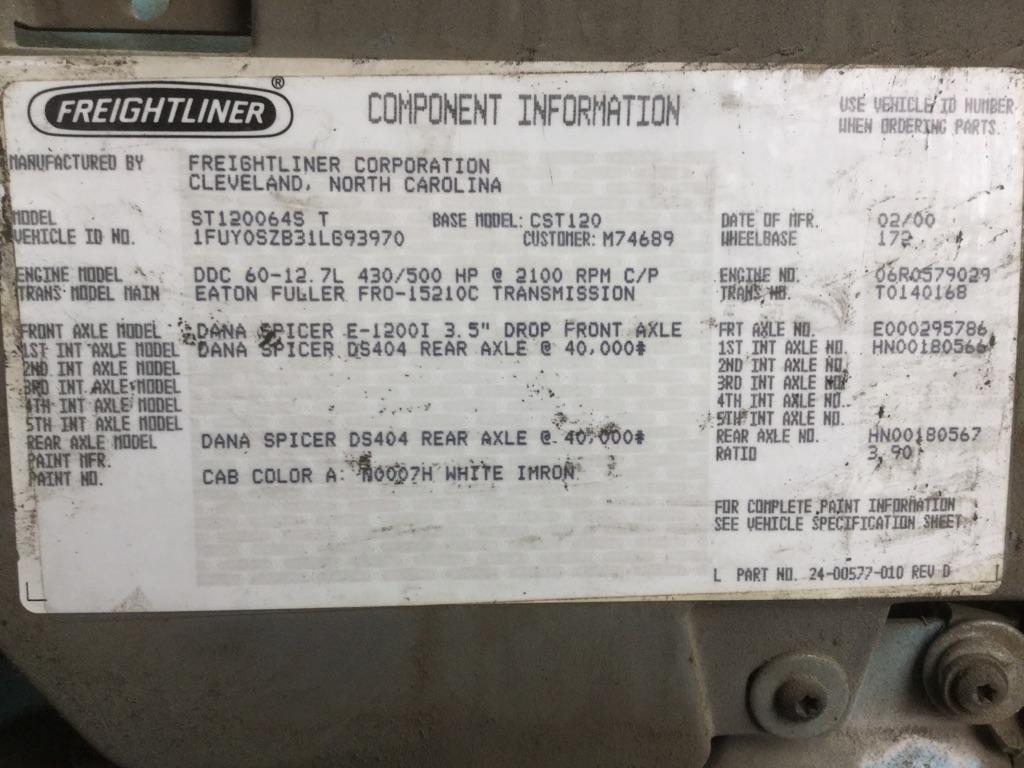 FREIGHTLINER ®
COMPONENT INFORMATION
USE VEHICLE ID NUMBER
WHEN ORDERING PARTS.
MANUFACTURED BY FREIGHTLINER CORPORATION
CLEVELAND, NORTH CAROLINA
MODEL ST120064S T BASE MODEL: CST120 DATE OF MFR. 02/00
VEHICLE ID NO. 1FUY0SZB31LG93970 CUSTOMER: M74689 WHEELBASE 172
ENGINE MODEL DDC 60-12.7L 430/500 HP @ 2100 RPM C/P ENGINE NO. 06R0579029
TRANS MODEL MAIN EATON FULLER FRO-15210C TRANSMISSION TRANS NO. T0140168
FRONT AXLE MODEL DANA SPICER E-1200I 3.5" DROP FRONT AXLE FRT AXLE NO. E000295786
1ST INT AXLE MODEL DANA SPICER DS404 REAR AXLE @ 40,000# 1ST INT AXLE NO. HN00180566
2ND INT AXLE MODEL 2ND INT AXLE NO.
3RD INT AXLE MODEL 3RD INT AXLE NO.
4TH INT AXLE MODEL 4TH INT AXLE NO.
5TH INT AXLE MODEL 5TH INT AXLE NO.
REAR AXLE MODEL DANA SPICER DS404 REAR AXLE @ 40,000# REAR AXLE NO. HN00180567
PAINT MFR. RATIO 3.90
PAINT NO. CAB COLOR A: N0007H WHITE IMRON
FOR COMPLETE PAINT INFORMATION
SEE VEHICLE SPECIFICATION SHEET.
PART NO. 24-00577-010 REV D